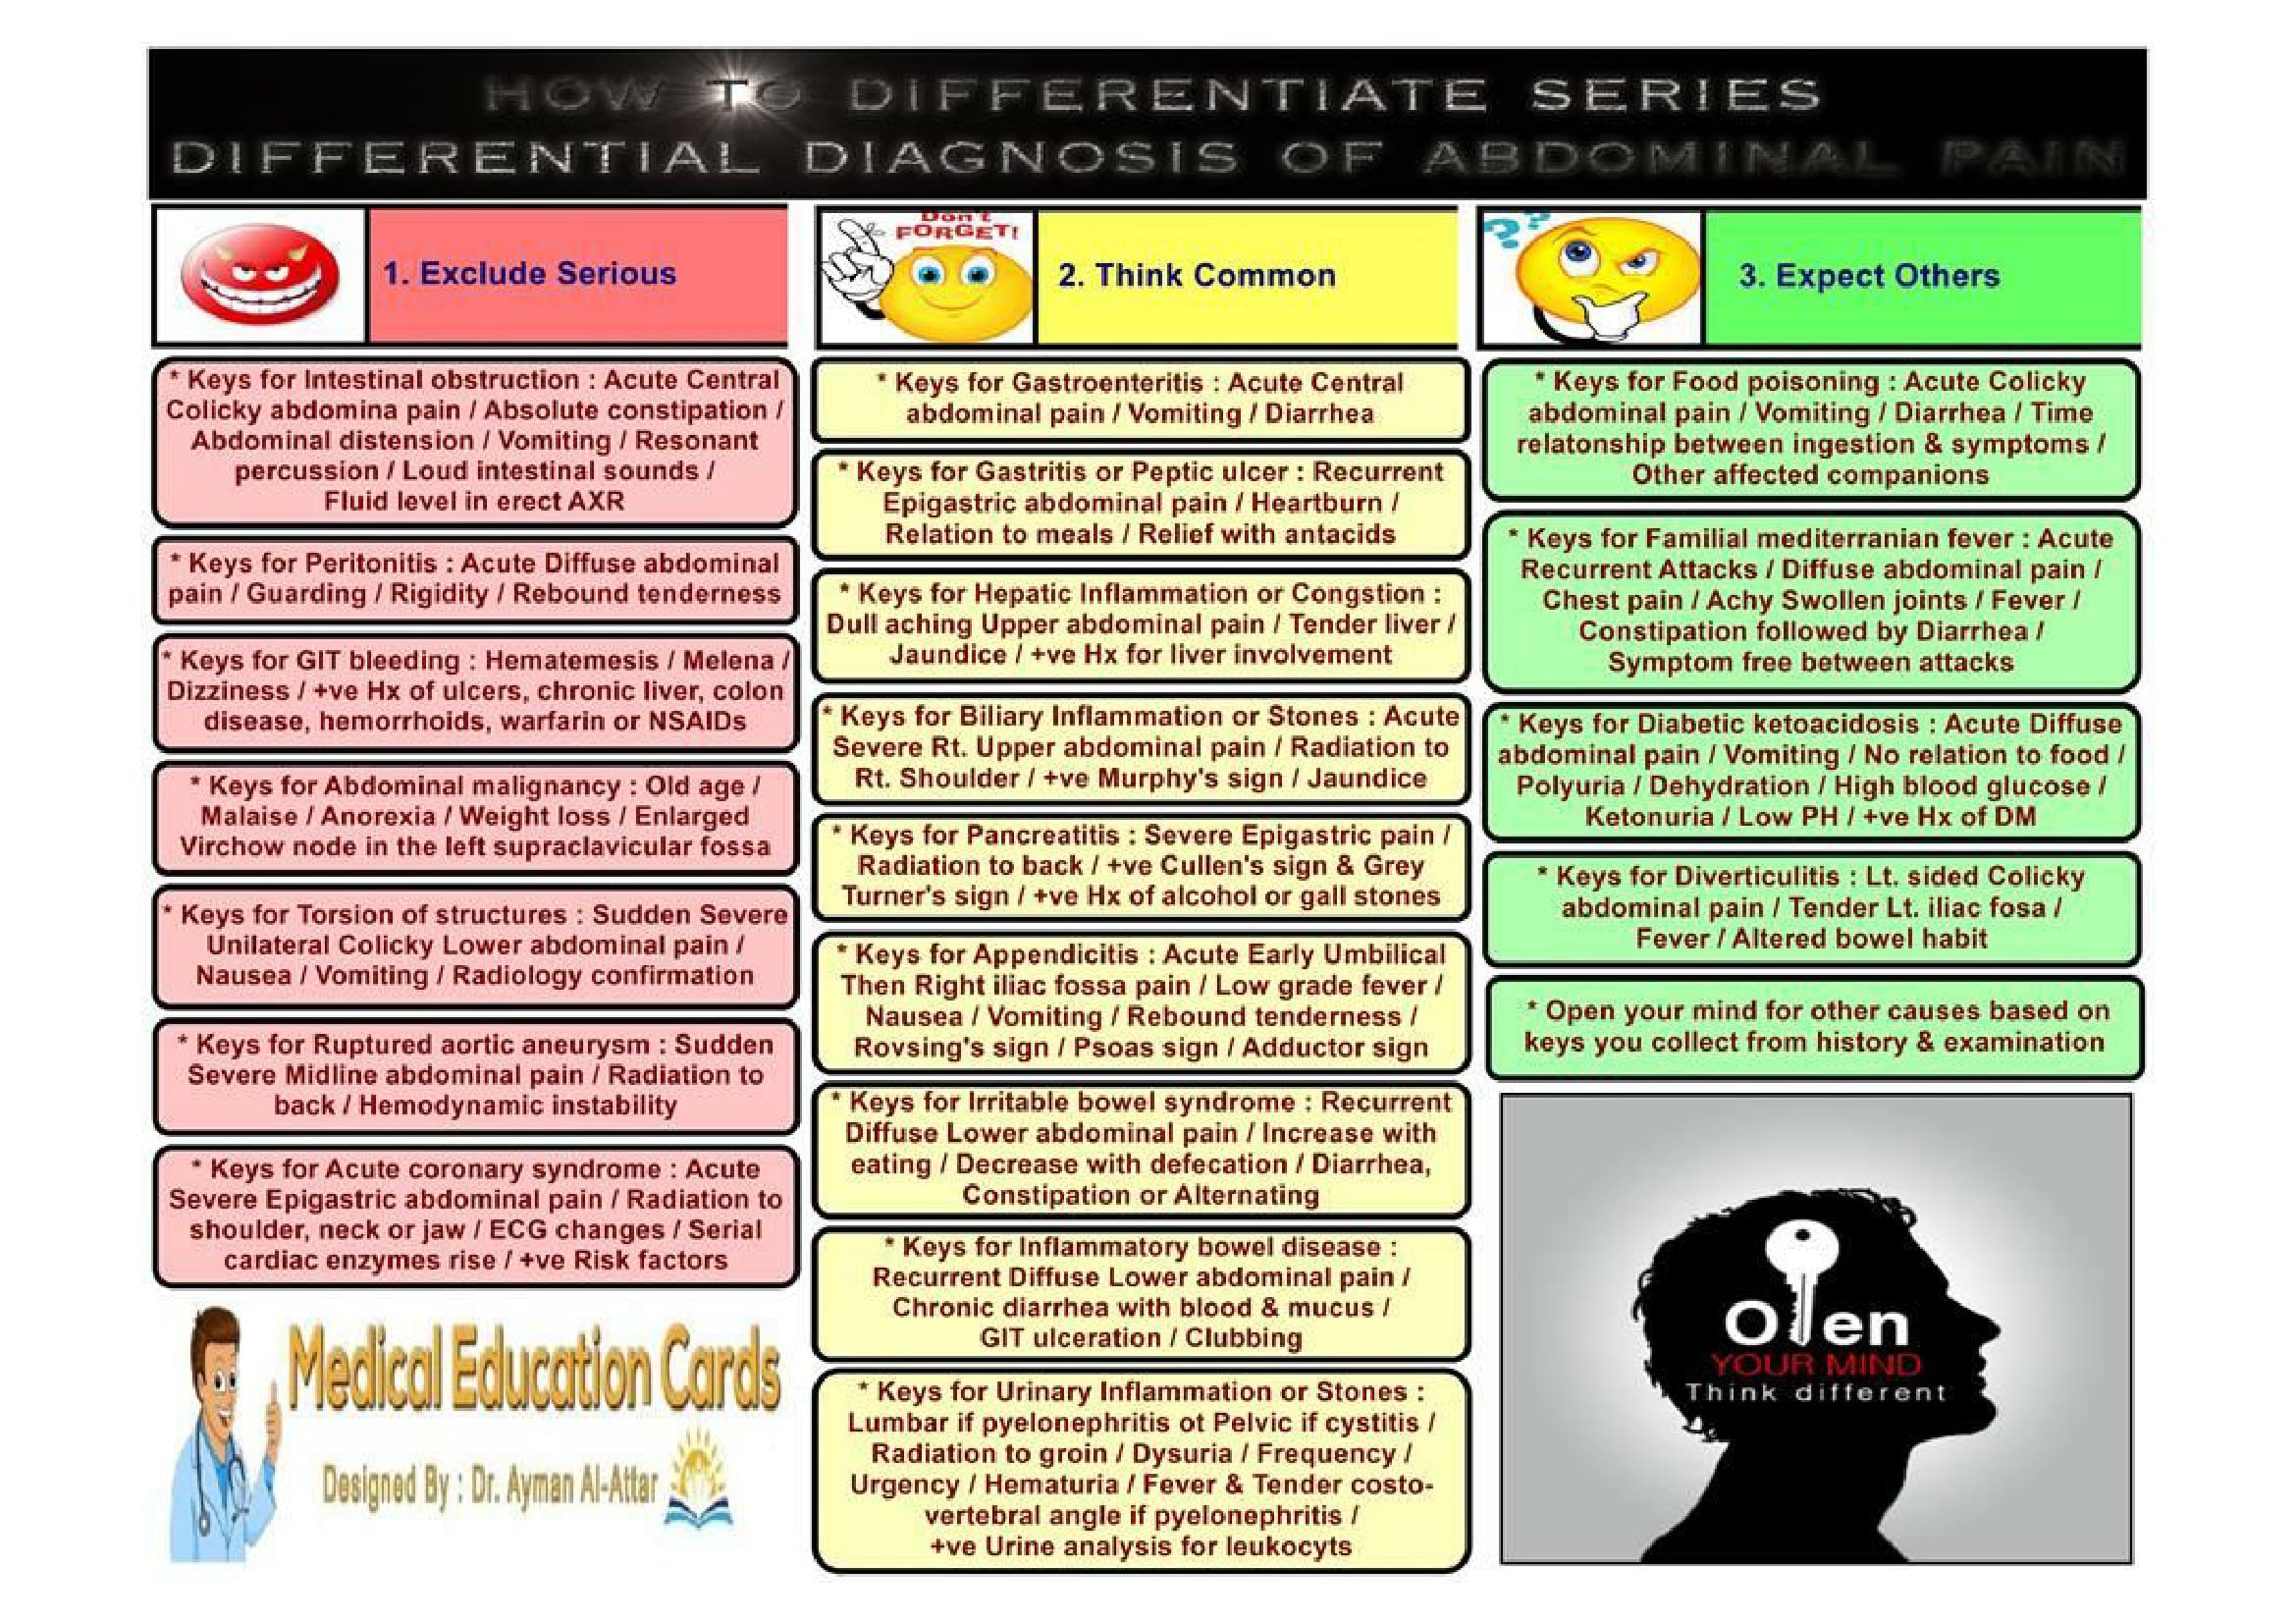 HOW TO DIFFERENTIATE SERIES
DIFFERENTIAL DIAGNOSIS OF ABDOMINAL PAIN
1. Exclude Serious
* Keys for Intestinal obstruction : Acute Central
Colicky abdomina pain / Absolute constipation /
Abdominal distension / Vomiting / Resonant
percussion / Loud intestinal sounds /
Fluid level in erect AXR
* Keys for Peritonitis : Acute Diffuse abdominal
pain / Guarding / Rigidity / Rebound tenderness
* Keys for GIT bleeding : Hematemesis / Melena /
Dizziness / +ve Hx of ulcers, chronic liver, colon
disease, hemorrhoids, warfarin or NSAIDs
* Keys for Abdominal malignancy : Old age /
Malaise / Anorexia / Weight loss / Enlarged
Virchow node in the left supraclavicular fossa
* Keys for Torsion of structures : Sudden Severe
Unilateral Colicky Lower abdominal pain /
Nausea / Vomiting / Radiology confirmation
* Keys for Ruptured aortic aneurysm : Sudden
Severe Midline abdominal pain / Radiation to
back / Hemodynamic instability
* Keys for Acute coronary syndrome : Acute
Severe Epigastric abdominal pain / Radiation to
shoulder, neck or jaw / ECG changes / Serial
cardiac enzymes rise / +ve Risk factors
Medical Education Cards
Designed By : Dr. Ayman Al-Attar
Don't
FORGET!
2. Think Common
* Keys for Gastroenteritis : Acute Central
abdominal pain / Vomiting / Diarrhea
* Keys for Gastritis or Peptic ulcer : Recurrent
Epigastric abdominal pain / Heartburn /
Relation to meals / Relief with antacids
* Keys for Hepatic Inflammation or Congstion :
Dull aching Upper abdominal pain / Tender liver /
Jaundice / +ve Hx for liver involvement
* Keys for Biliary Inflammation or Stones : Acute
Severe Rt. Upper abdominal pain / Radiation to
Rt. Shoulder / +ve Murphy's sign / Jaundice
* Keys for Pancreatitis : Severe Epigastric pain /
Radiation to back / +ve Cullen's sign & Grey
Turner's sign / +ve Hx of alcohol or gall stones
* Keys for Appendicitis : Acute Early Umbilical
Then Right iliac fossa pain / Low grade fever /
Nausea / Vomiting / Rebound tenderness /
Rovsing's sign / Psoas sign / Adductor sign
* Keys for Irritable bowel syndrome : Recurrent
Diffuse Lower abdominal pain / Increase with
eating / Decrease with defecation / Diarrhea,
Constipation or Alternating
* Keys for Inflammatory bowel disease :
Recurrent Diffuse Lower abdominal pain /
Chronic diarrhea with blood & mucus /
GIT ulceration / Clubbing
* Keys for Urinary Inflammation or Stones :
Lumbar if pyelonephritis ot Pelvic if cystitis /
Radiation to groin / Dysuria / Frequency /
Urgency / Hematuria / Fever & Tender costo-
vertebral angle if pyelonephritis /
+ve Urine analysis for leukocyts
? ?
3. Expect Others
* Keys for Food poisoning : Acute Colicky
abdominal pain / Vomiting / Diarrhea / Time
relatonship between ingestion & symptoms /
Other affected companions
* Keys for Familial mediterranian fever : Acute
Recurrent Attacks / Diffuse abdominal pain /
Chest pain / Achy Swollen joints / Fever /
Constipation followed by Diarrhea /
Symptom free between attacks
* Keys for Diabetic ketoacidosis : Acute Diffuse
abdominal pain / Vomiting / No relation to food /
Polyuria / Dehydration / High blood glucose /
Ketonuria / Low PH / +ve Hx of DM
* Keys for Diverticulitis : Lt. sided Colicky
abdominal pain / Tender Lt. iliac fosa /
Fever / Altered bowel habit
* Open your mind for other causes based on
keys you collect from history & examination
Open
YOUR MIND
Think different